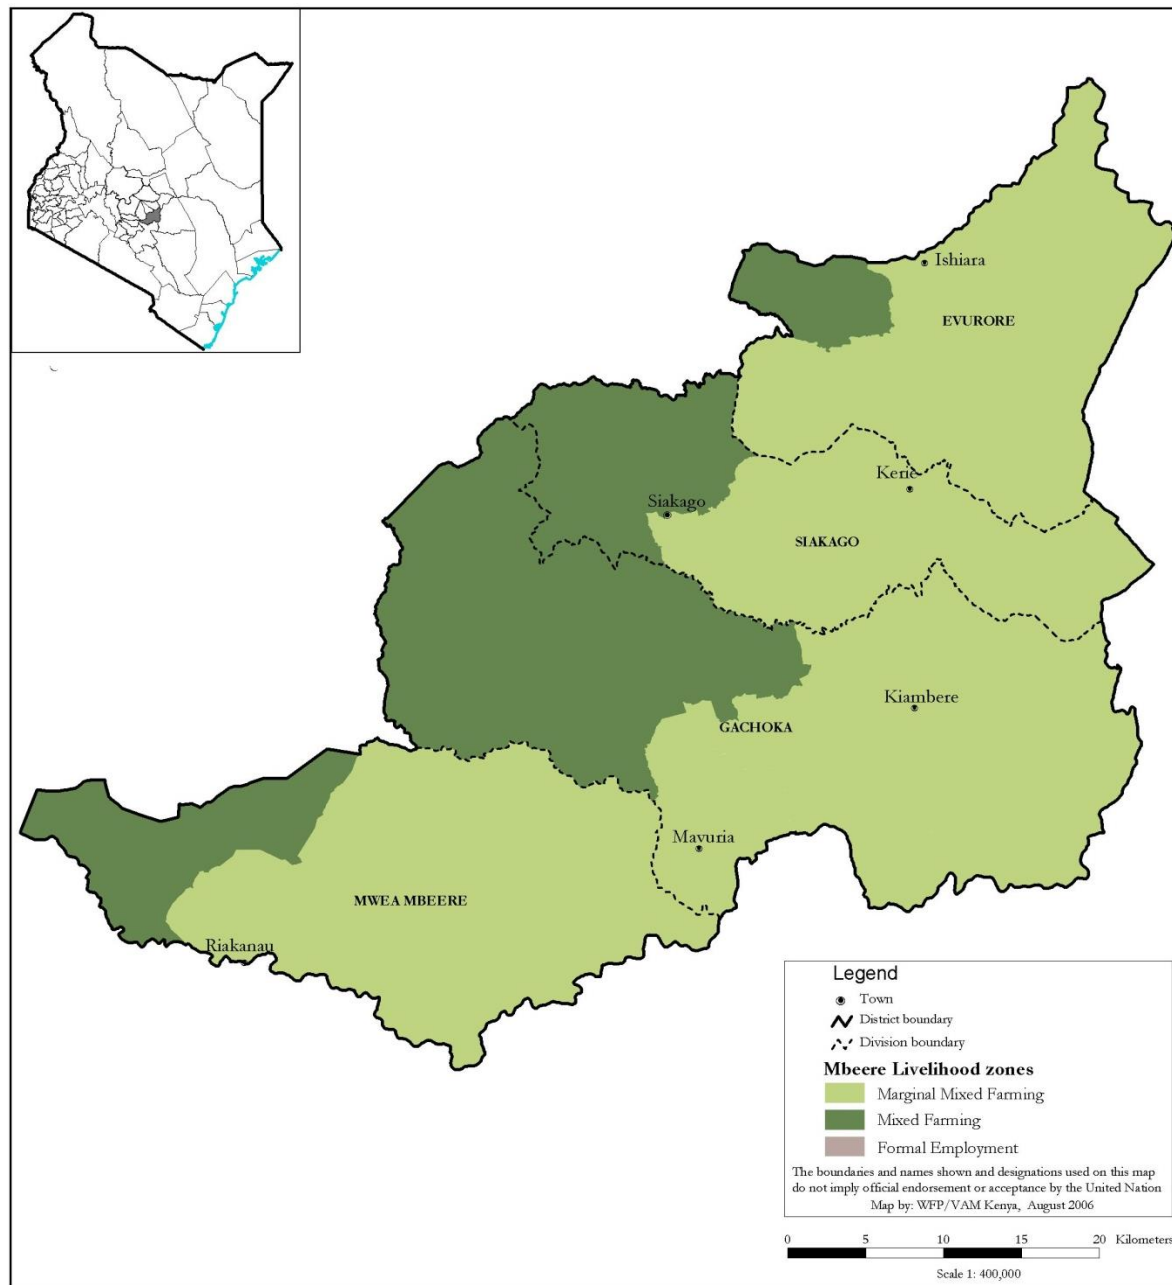 Ishiara
EVURORE
Kerie
Siakago
SIAKAGO
Kiambere
GACHOKA
Mavuria
MWEA MBEERE
Riakanau
Legend
Town
District boundary
Division boundary
Mbeere Livelihood zones
Marginal Mixed Farming
Mixed Farming
Formal Employment
The boundaries and names shown and designations used on this map
do not imply official endorsement or acceptance by the United Nation
Map by: WFP/VAM Kenya, August 2006
0 5 10 15 20 Kilometers
Scale 1: 400,000